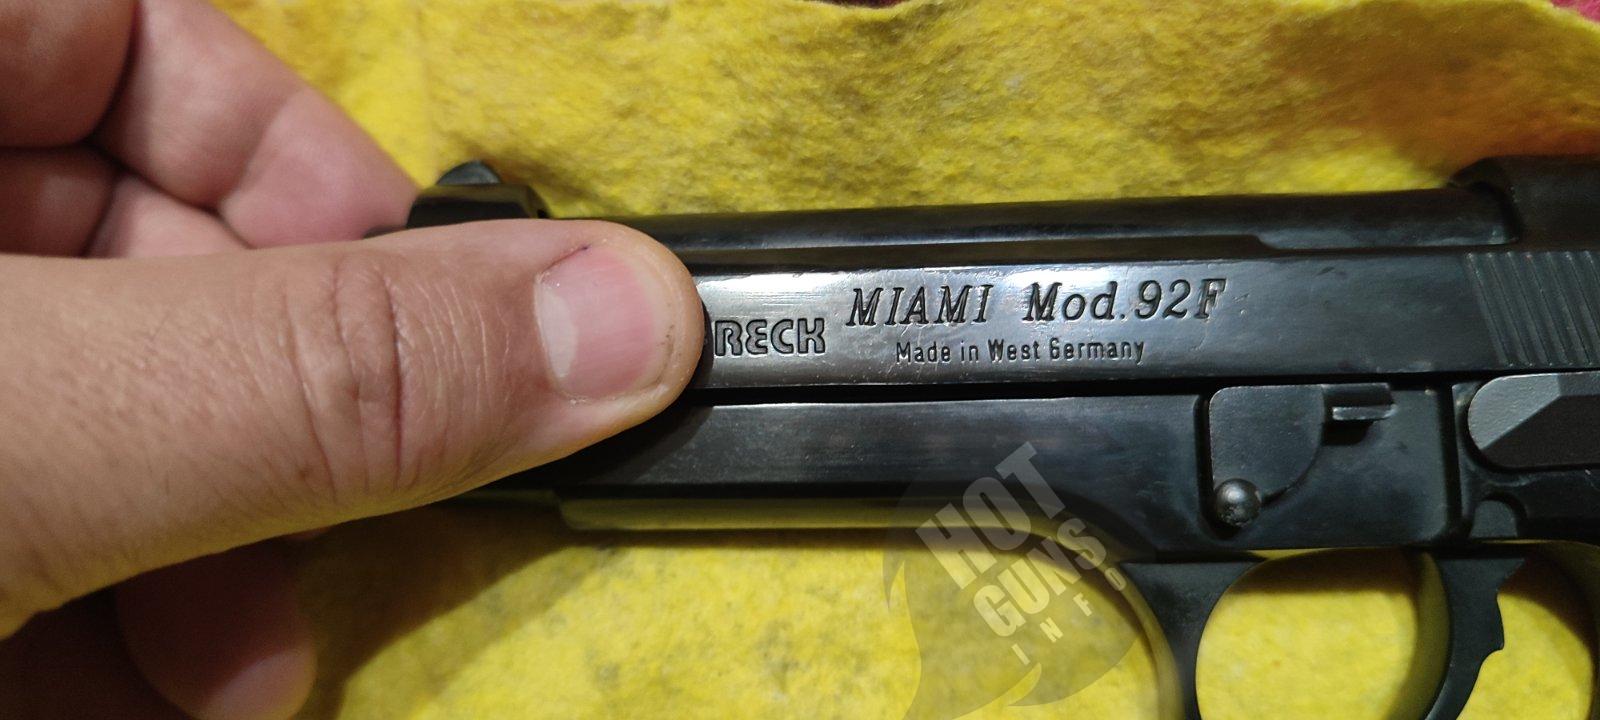 RECK
MIAMI Mod. 92F
Made in West Germany
HOT
GUNS
INFO